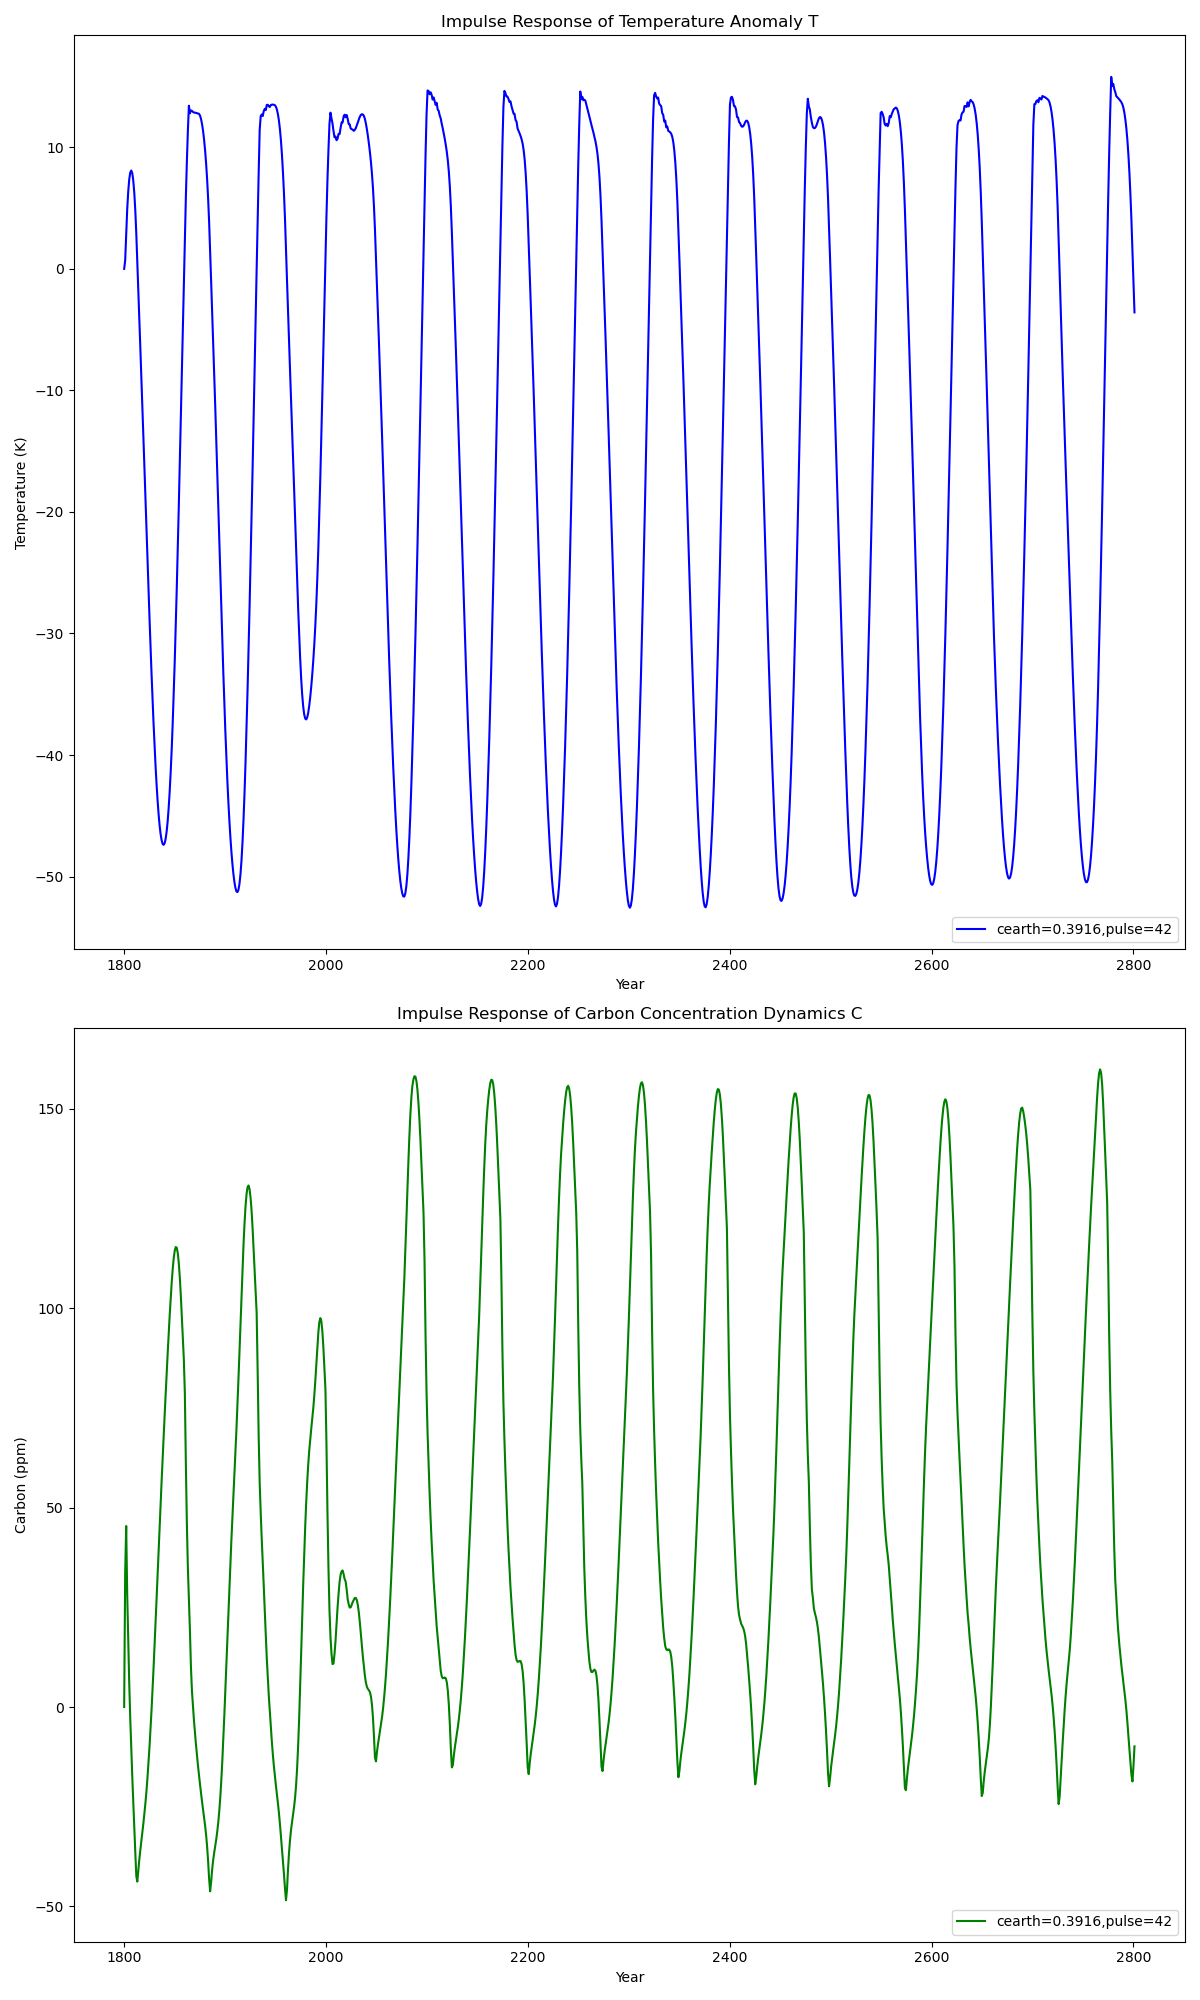 Impulse Response of Temperature Anomaly T
10
0
−10
−20
−30
−40
−50
Temperature (K)
cearth=0.3916,pulse=42
1800 2000 2200 2400 2600 2800
Year
Impulse Response of Carbon Concentration Dynamics C
150
100
50
0
−50
Carbon (ppm)
cearth=0.3916,pulse=42
1800 2000 2200 2400 2600 2800
Year